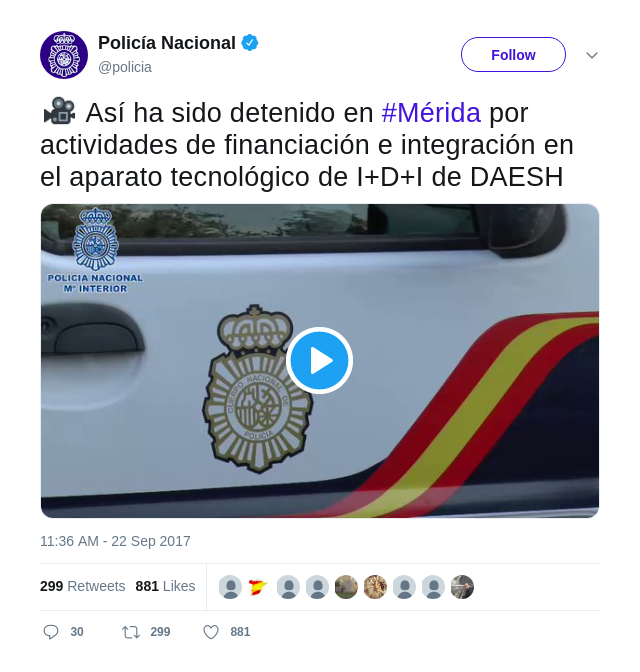 Policía Nacional
@policia
Follow
Así ha sido detenido en #Mérida por
actividades de financiación e integración en
el aparato tecnológico de I+D+I de DAESH
POLICIA NACIONAL
Mº INTERIOR
CUERPO NACIONAL DE
POLICIA
11:36 AM - 22 Sep 2017
299 Retweets 881 Likes
30 299 881